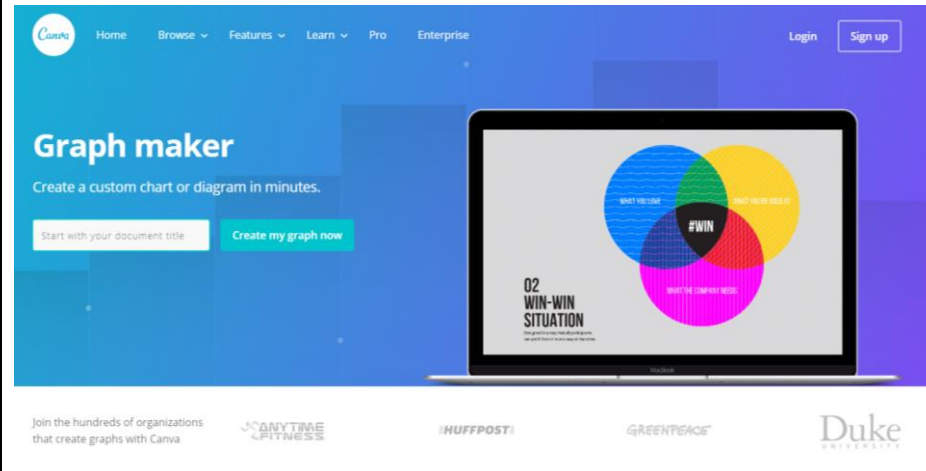 Canva
Home
Browse
Features
Learn
Pro
Enterprise
Login
Sign up
Graph maker
Create a custom chart or diagram in minutes.
Start with your document title
Create my graph now
WHAT YOU LOVE
WHAT YOU'RE GOOD AT
#WIN
WHAT THE COMPANY NEEDS
02
WIN-WIN
SITUATION
MacBook
Join the hundreds of organizations
that create graphs with Canva
ANYTIME
FITNESS
HUFFPOST
GREENPEACE
Duke
UNIVERSITY